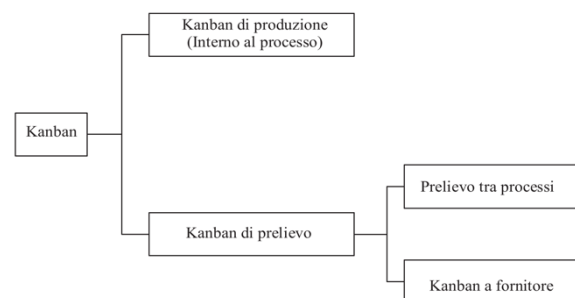 Kanban di produzione
(Interno al processo)
Kanban
Prelievo tra processi
Kanban di prelievo
Kanban a fornitore